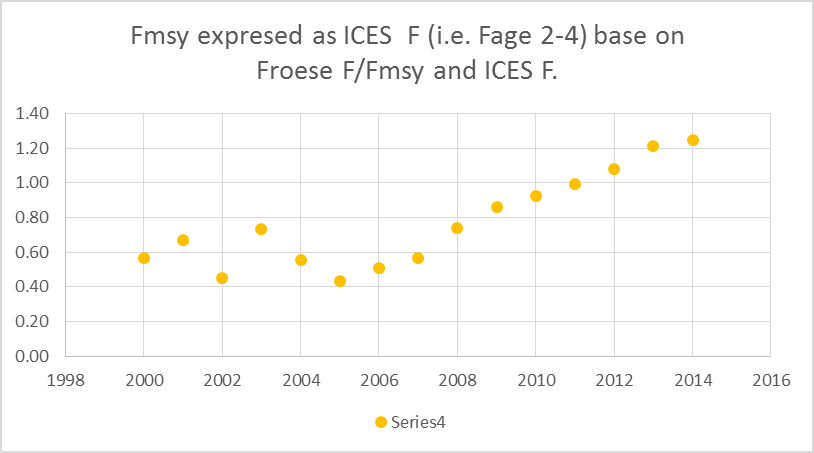 Fmsy expresed as ICES F (i.e. Fage 2-4) base on
Froese F/Fmsy and ICES F.
1.40
1.20
1.00
0.80
0.60
0.40
0.20
0.00
1998 2000 2002 2004 2006 2008 2010 2012 2014 2016
Series4